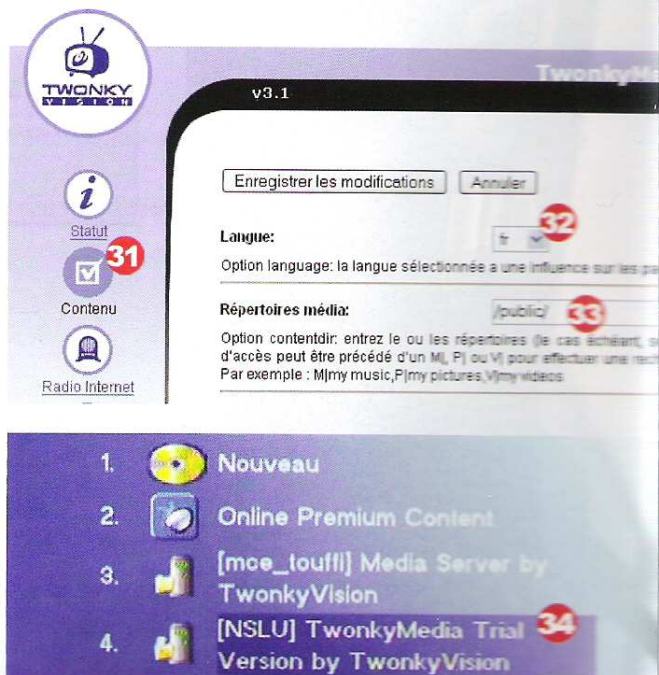 TWONKY
VISION
TwonkyMe
v3.1
Enregistrer les modifications Annuler
Statut
31
Contenu
Radio Internet
Langue: fr 32
Option language: la langue sélectionnée a une influence sur les pa
Répertoires média: /public/ 33
Option contentdir: entrez le ou les répertoires (le cas échéant, s
d'accès peut être précédé d'un M|, P| ou V| pour effectuer une rech
Par exemple : M|my music,P|my pictures,V|my videos
1. Nouveau
2. Online Premium Content
3. [mce_touffi] Media Server by
TwonkyVision
4. [NSLU] TwonkyMedia Trial 34
Version by TwonkyVision